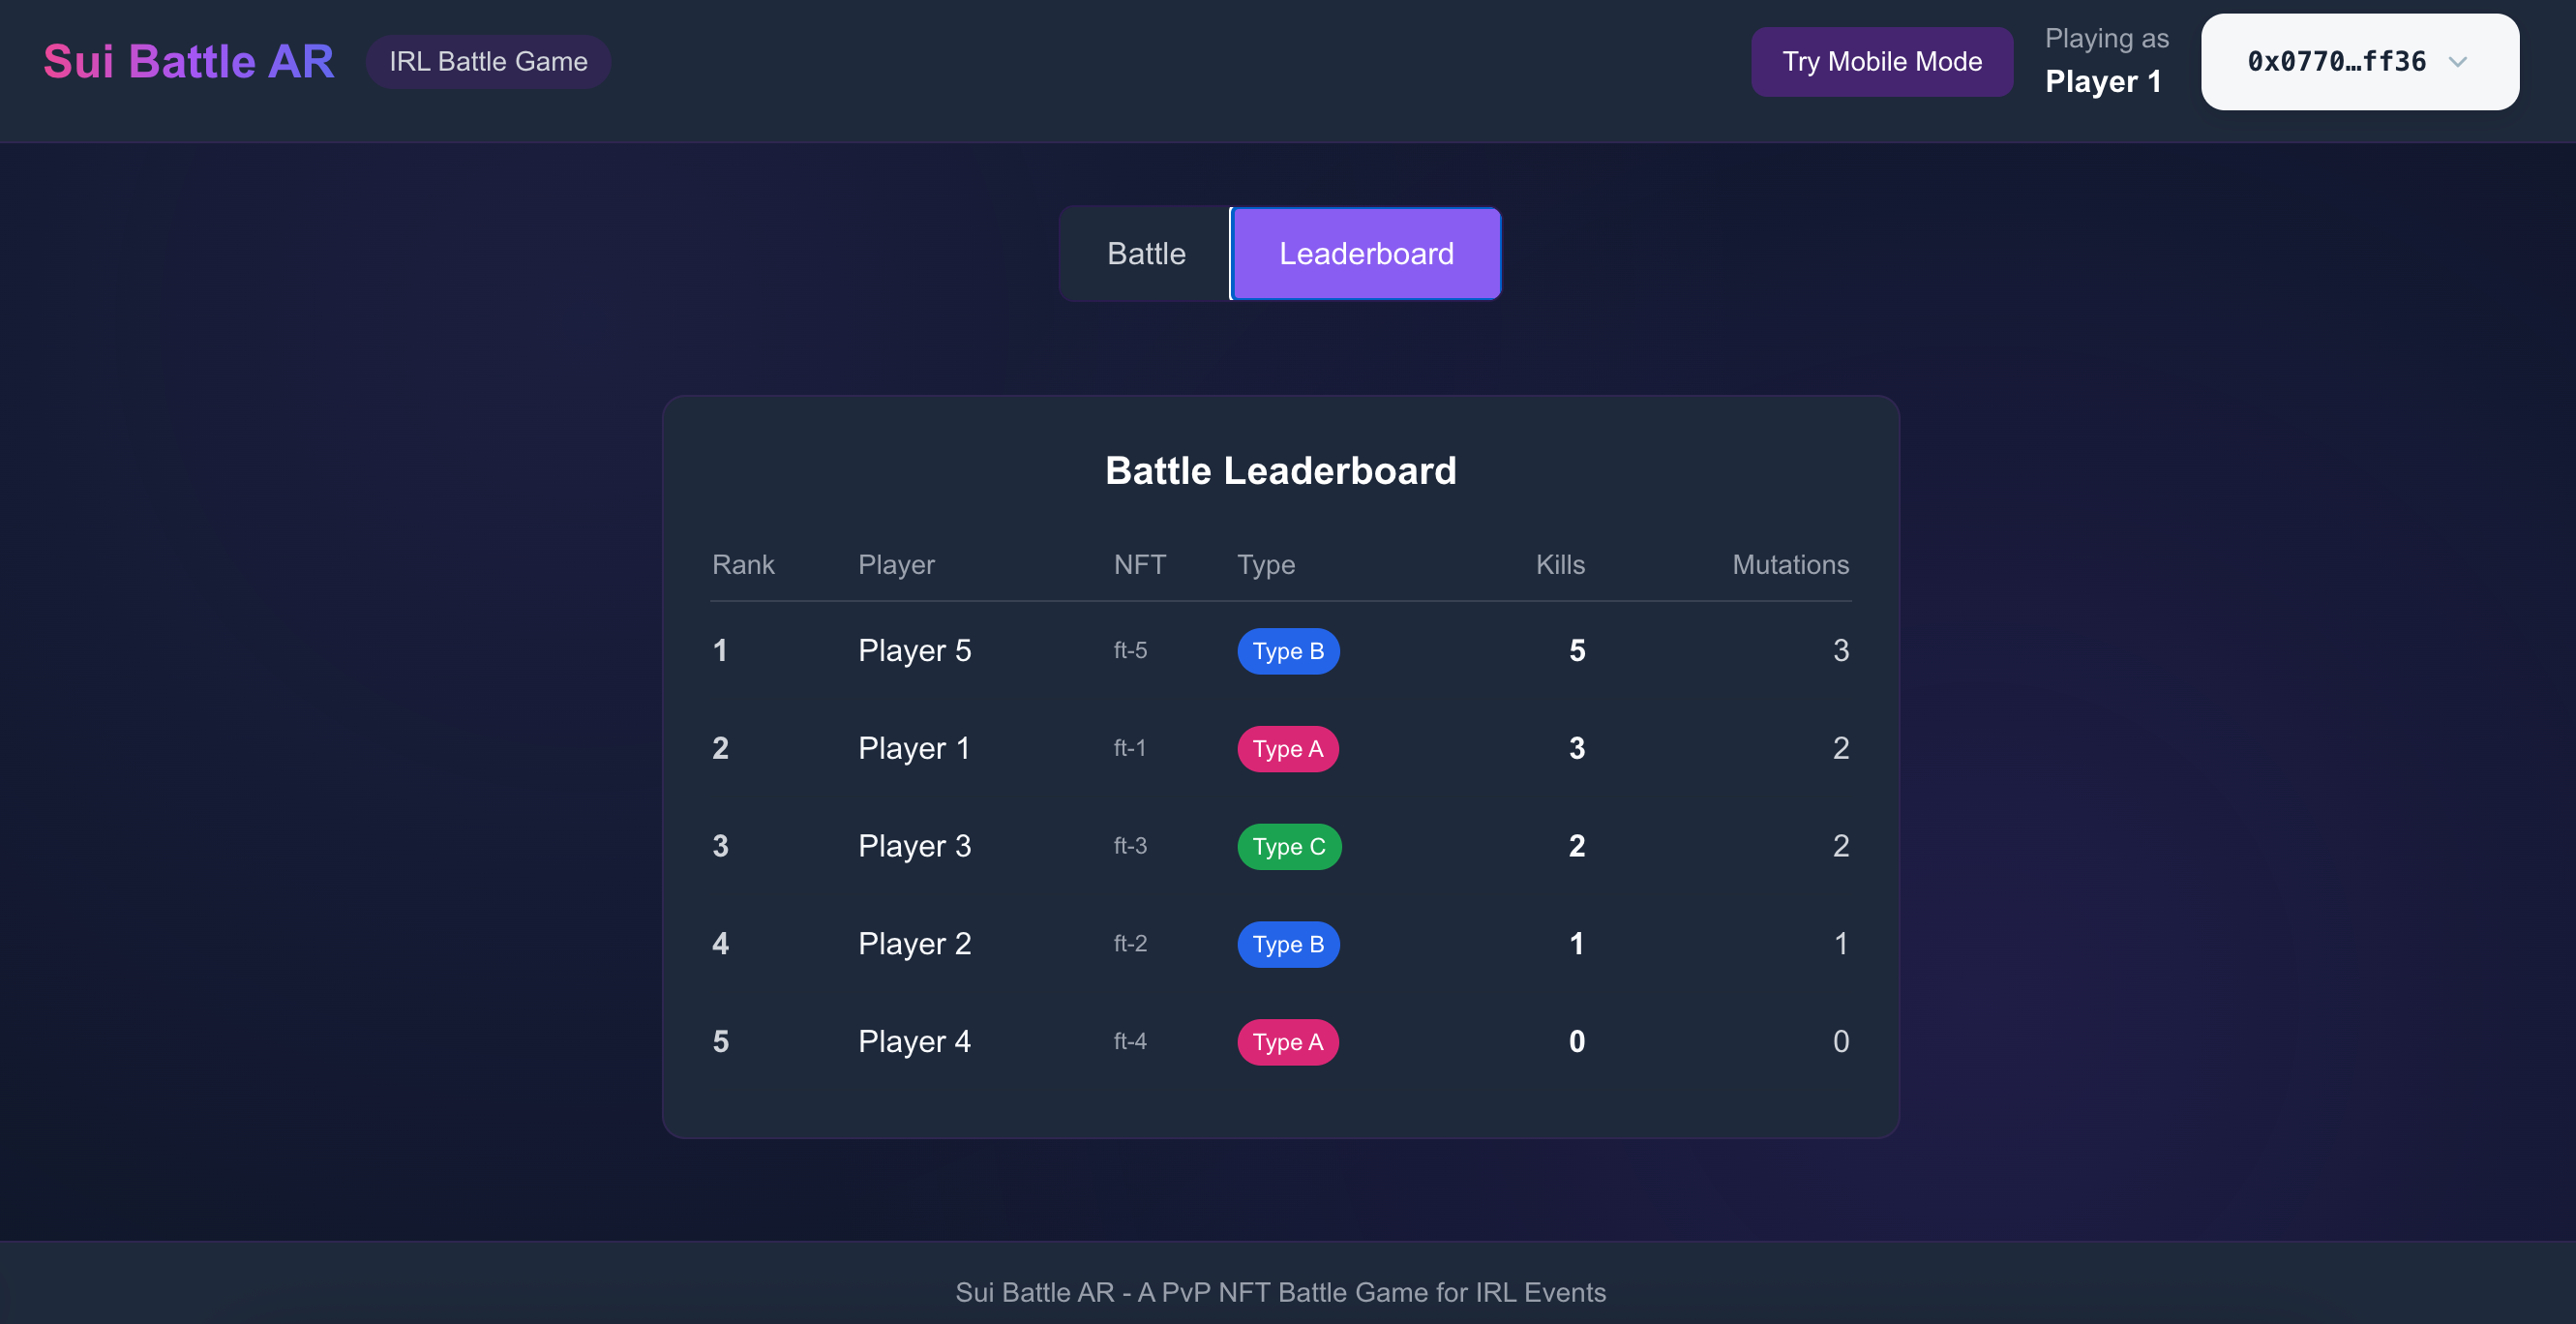 Sui Battle AR
IRL Battle Game
Try Mobile Mode
Playing as
Player 1
0x0770…ff36
Battle
Leaderboard
Battle Leaderboard
Rank Player NFT Type Kills Mutations
1 Player 5 ft-5 Type B 5 3
2 Player 1 ft-1 Type A 3 2
3 Player 3 ft-3 Type C 2 2
4 Player 2 ft-2 Type B 1 1
5 Player 4 ft-4 Type A 0 0
Sui Battle AR - A PvP NFT Battle Game for IRL Events